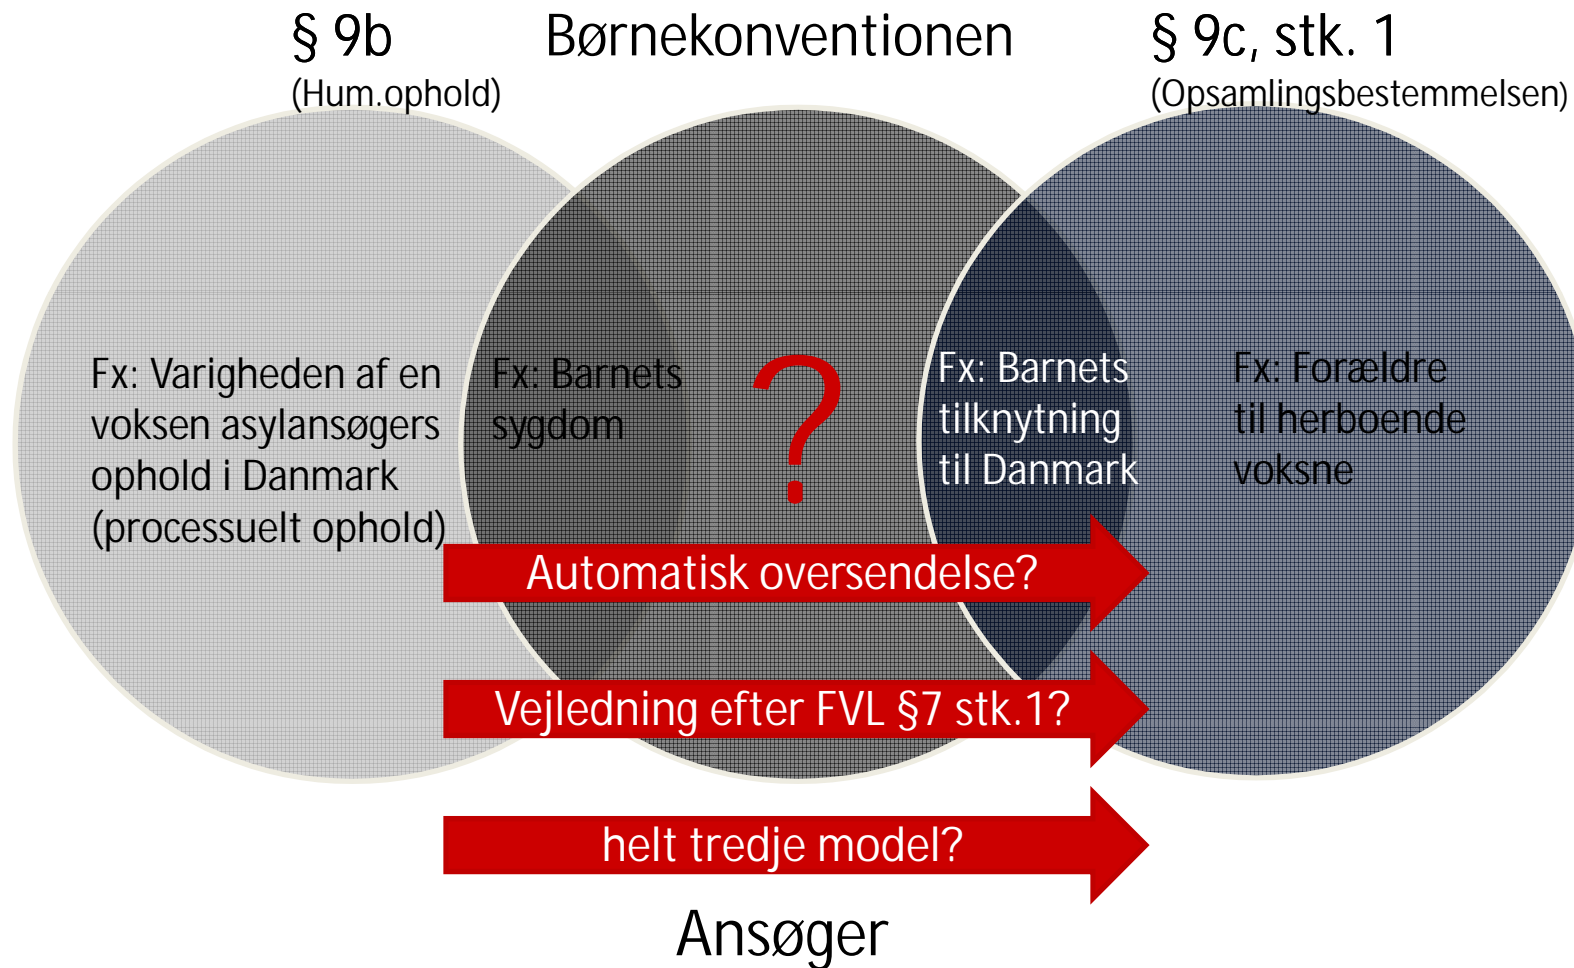 § 9b
(Hum.ophold)
Børnekonventionen
§ 9c, stk. 1
(Opsamlingsbestemmelsen)
Fx: Varigheden af en
voksen asylansøgers
ophold i Danmark
(processuelt ophold)
Fx: Barnets
sygdom
?
Fx: Barnets
tilknytning
til Danmark
Fx: Forældre
til herboende
voksne
Automatisk oversendelse?
Vejledning efter FVL §7 stk.1?
helt tredje model?
Ansøger